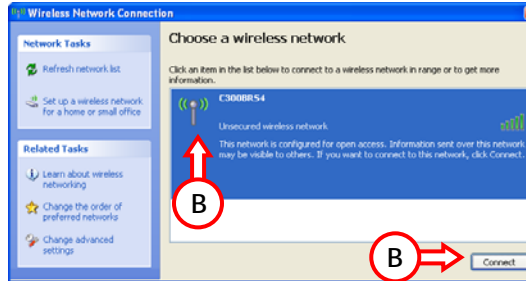 Wireless Network Connection
Network Tasks
Refresh network list
Set up a wireless network
for a home or small office
Related Tasks
Learn about wireless
networking
Change the order of
preferred networks
Change advanced
settings
Choose a wireless network
Click an item in the list below to connect to a wireless network in range or to get more
information.
C300BRS4
Unsecured wireless network
This network is configured for open access. Information sent over this network
may be visible to others. If you want to connect to this network, click Connect.
B
B
Connect